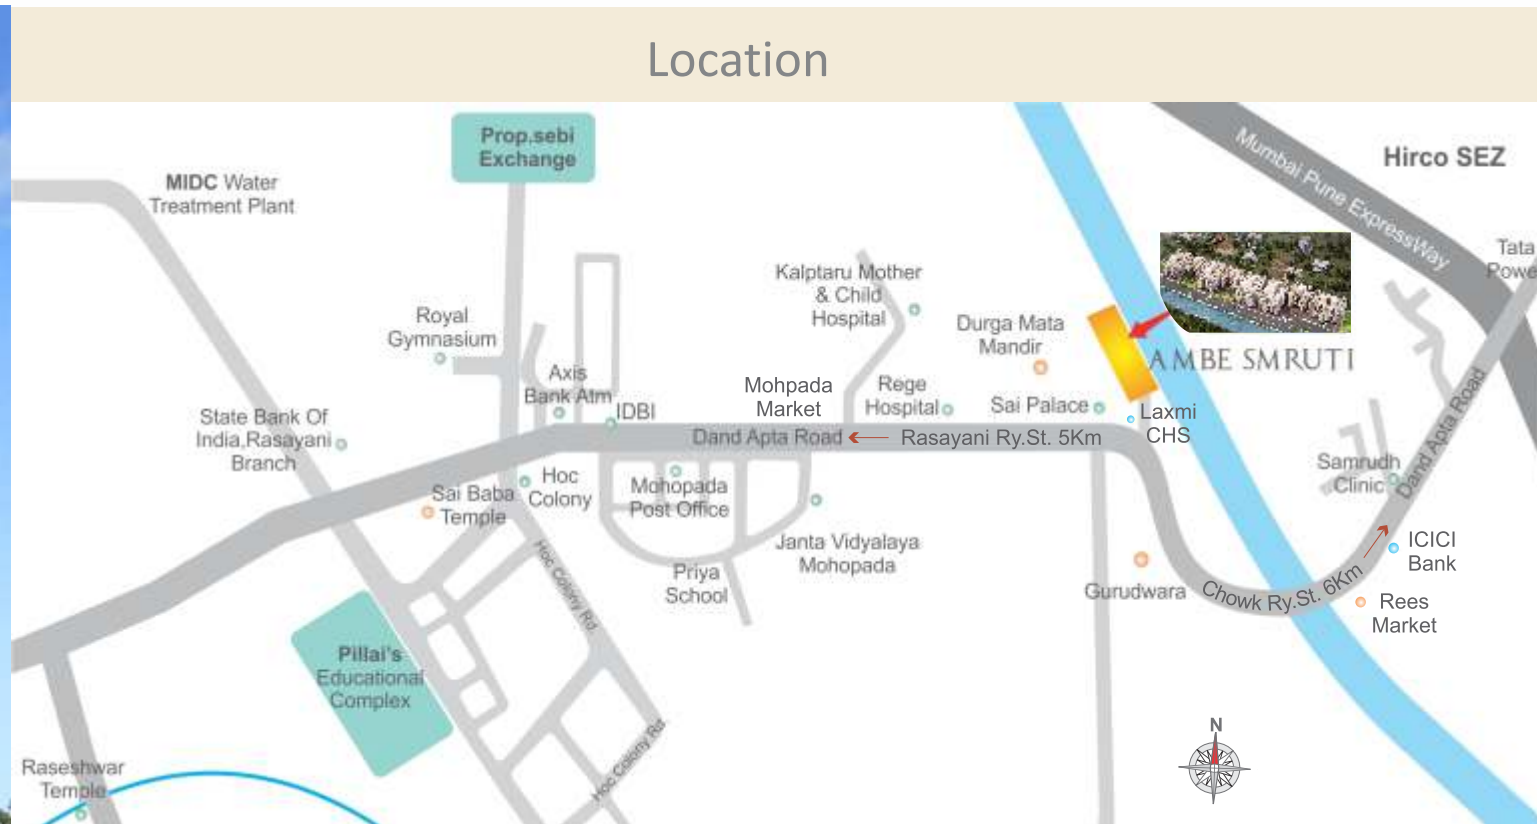 Location
Prop.sebi
Exchange
Mumbai Pune ExpressWay
Hirco SEZ
MIDC Water
Treatment Plant
Tata
Kalptaru Mother
& Child
Hospital
Royal
Gymnasium
Durga Mata
Mandir
AMBE SMRUTI
Axis
Bank Atm
IDBI
Mohpada
Market
Rege
Hospital
Sai Palace
Laxmi
CHS
State Bank Of
India,Rasayani
Branch
Dand Apta Road
Rasayani Ry.St. 5Km
Dand Apta Road
Samrudh
Clinic
Sai Baba
Temple
Hoc
Colony
Mohopada
Post Office
Janta Vidyalaya
Mohopada
Priya
School
Hoc Colony Rd.
Gurudwara
Chowk Ry.St. 6Km
ICICI
Bank
Rees
Market
Pillai's
Educational
Complex
Hoc Colony Rd
N
Raseshwar
Temple